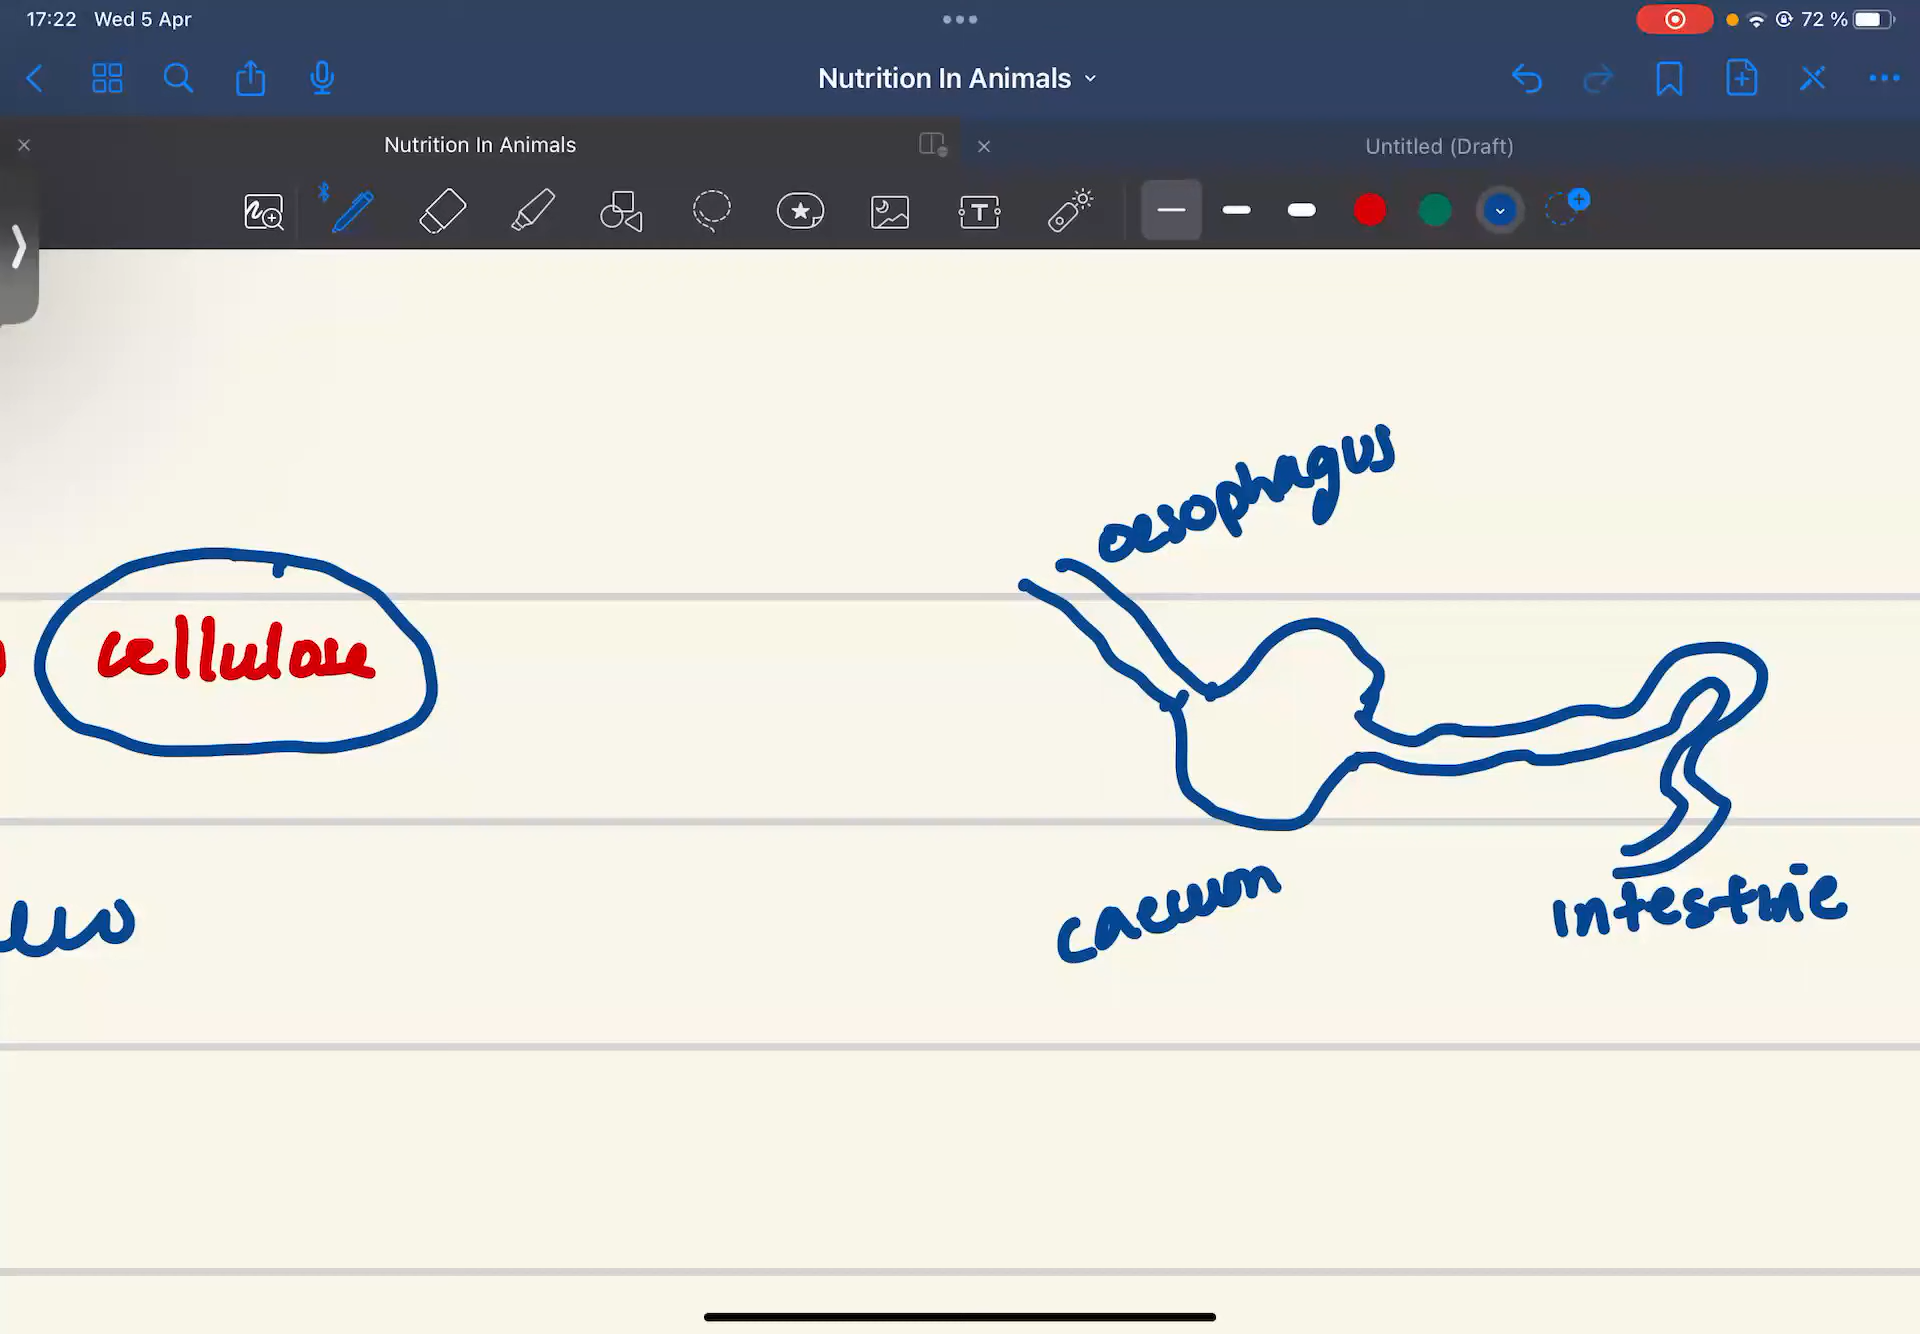 17:22 Wed 5 Apr
72 %
Nutrition In Animals
Nutrition In Animals
Untitled (Draft)
T
oesophagus
cellulose
caecum
intestine